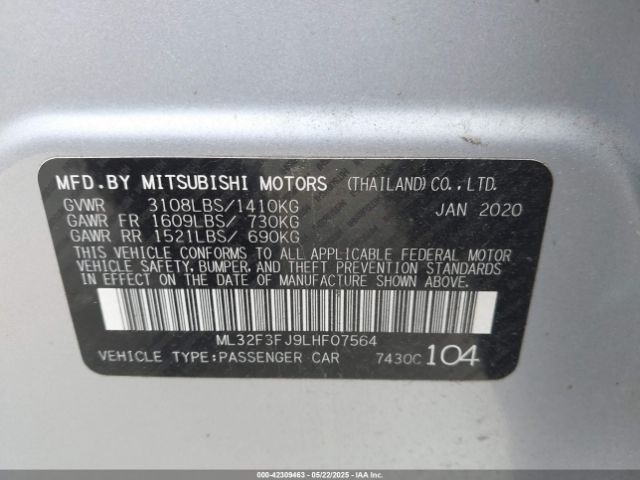 MFD.BY MITSUBISHI MOTORS (THAILAND) CO.,LTD.
GVWR 3108LBS/1410KG JAN 2020
GAWR FR 1609LBS/ 730KG
GAWR RR 1521LBS/ 690KG
THIS VEHICLE CONFORMS TO ALL APPLICABLE FEDERAL MOTOR
VEHICLE SAFETY, BUMPER, AND THEFT PREVENTION STANDARDS
IN EFFECT ON THE DATE OF MANUFACTURE SHOWN ABOVE.
ML32F3FJ9LHF07564
VEHICLE TYPE:PASSENGER CAR 7430C 104
000-42309463 - 05/22/2025 - IAAI.COM